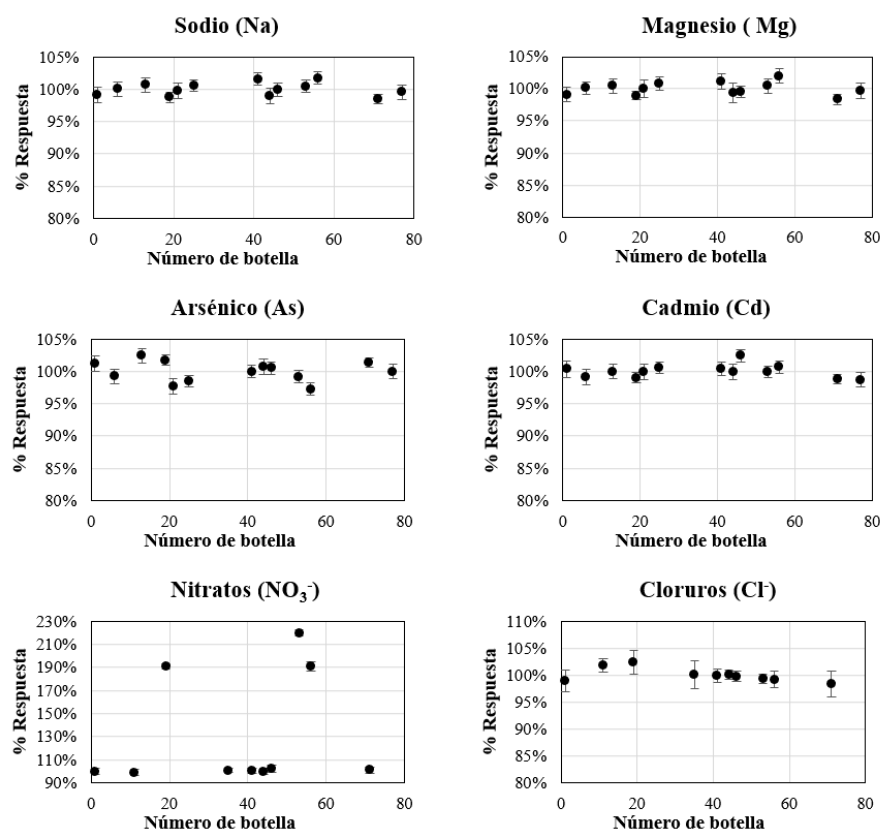 Sodio (Na)
105%
100%
95%
90%
85%
80%
% Respuesta
0 20 40 60 80
Número de botella
Magnesio ( Mg)
105%
100%
95%
90%
85%
80%
% Respuesta
0 20 40 60 80
Número de botella
Arsénico (As)
105%
100%
95%
90%
85%
80%
% Respuesta
0 20 40 60 80
Número de botella
Cadmio (Cd)
105%
100%
95%
90%
85%
80%
% Respuesta
0 20 40 60 80
Número de botella
Nitratos (NO₃⁻)
230%
210%
190%
170%
150%
130%
110%
90%
% Respuesta
0 20 40 60 80
Número de botella
Cloruros (Cl⁻)
110%
105%
100%
95%
90%
85%
80%
% Respuesta
0 20 40 60 80
Número de botella